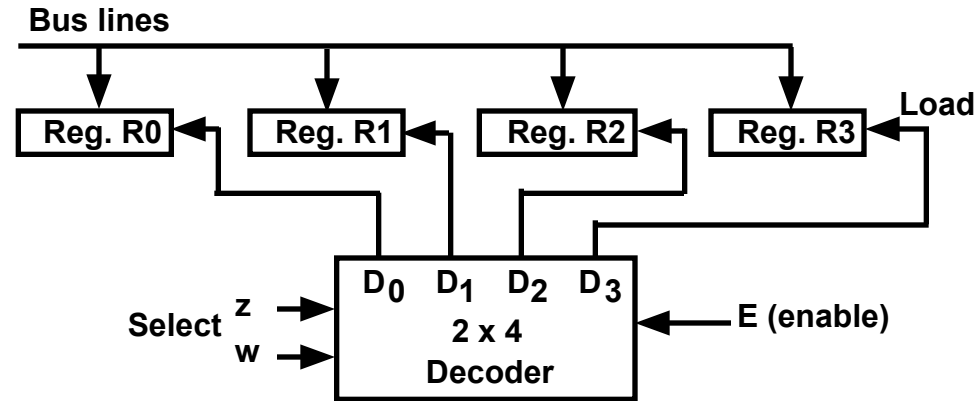 Bus lines
Load
Reg. R0 Reg. R1 Reg. R2 Reg. R3
D0 D1 D2 D3
Select z
w
2 x 4
Decoder
E (enable)